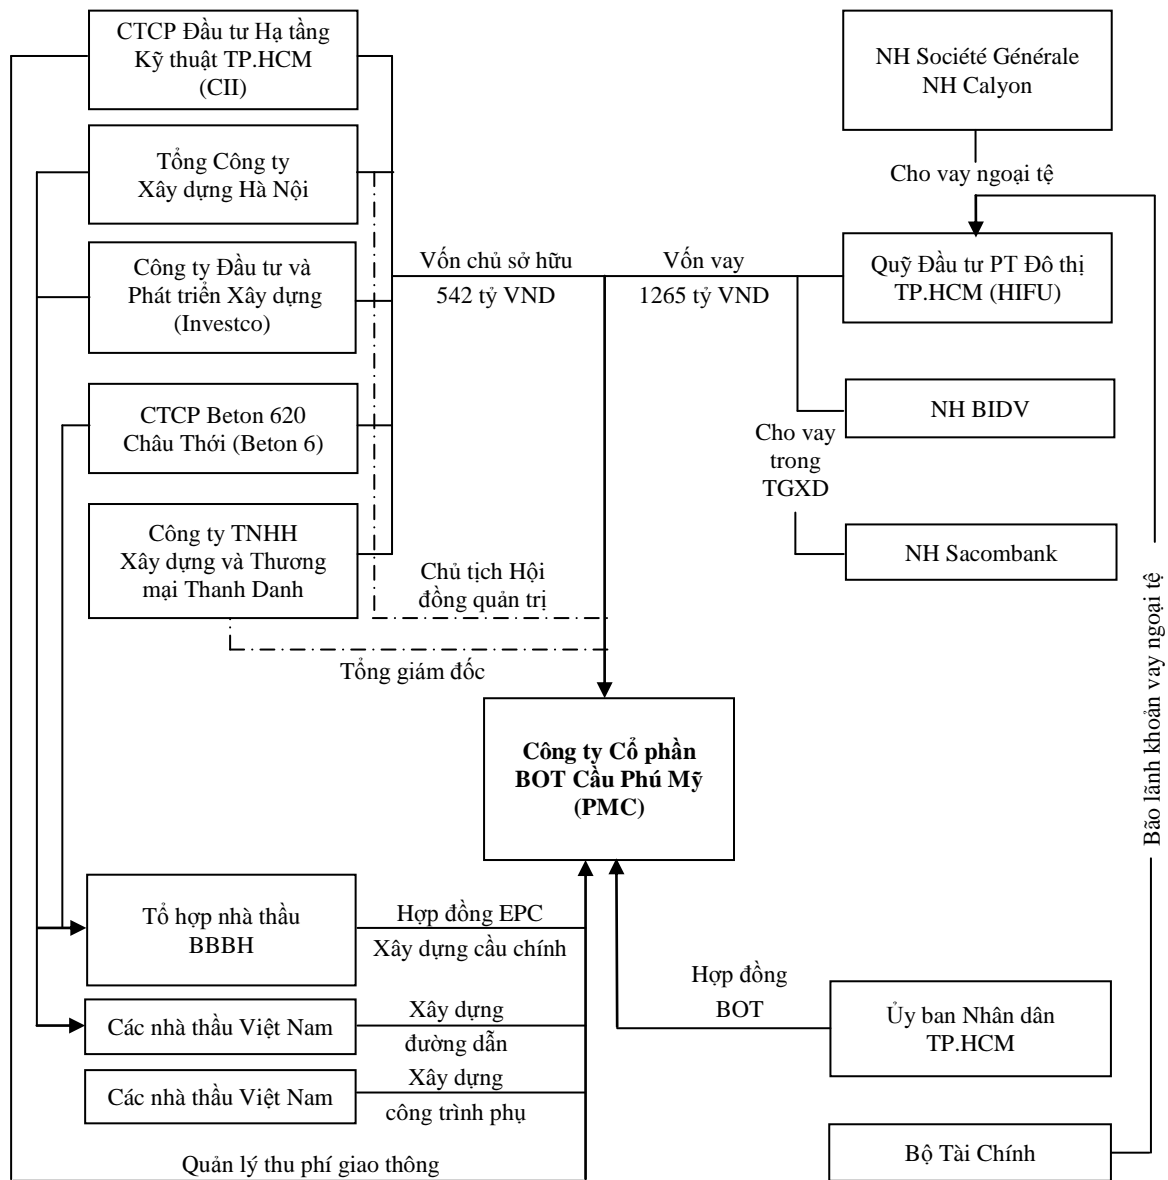 CTCP Đầu tư Hạ tầng
Kỹ thuật TP.HCM
(CII)
Tổng Công ty
Xây dựng Hà Nội
Công ty Đầu tư và
Phát triển Xây dựng
(Investco)
CTCP Beton 620
Châu Thới (Beton 6)
Công ty TNHH
Xây dựng và Thương
mại Thanh Danh
Vốn chủ sở hữu
542 tỷ VND
Vốn vay
1265 tỷ VND
NH Société Générale
NH Calyon
Cho vay ngoại tệ
Quỹ Đầu tư PT Đô thị
TP.HCM (HIFU)
NH BIDV
Cho vay
trong
TGXD
NH Sacombank
Chủ tịch Hội
đồng quản trị
Tổng giám đốc
Công ty Cổ phần
BOT Cầu Phú Mỹ
(PMC)
Bão lãnh khoản vay ngoại tệ
Tổ hợp nhà thầu
BBBH
Hợp đồng EPC
Xây dựng cầu chính
Các nhà thầu Việt Nam
Xây dựng
đường dẫn
Các nhà thầu Việt Nam
Xây dựng
công trình phụ
Quản lý thu phí giao thông
Hợp đồng
BOT
Ủy ban Nhân dân
TP.HCM
Bộ Tài Chính